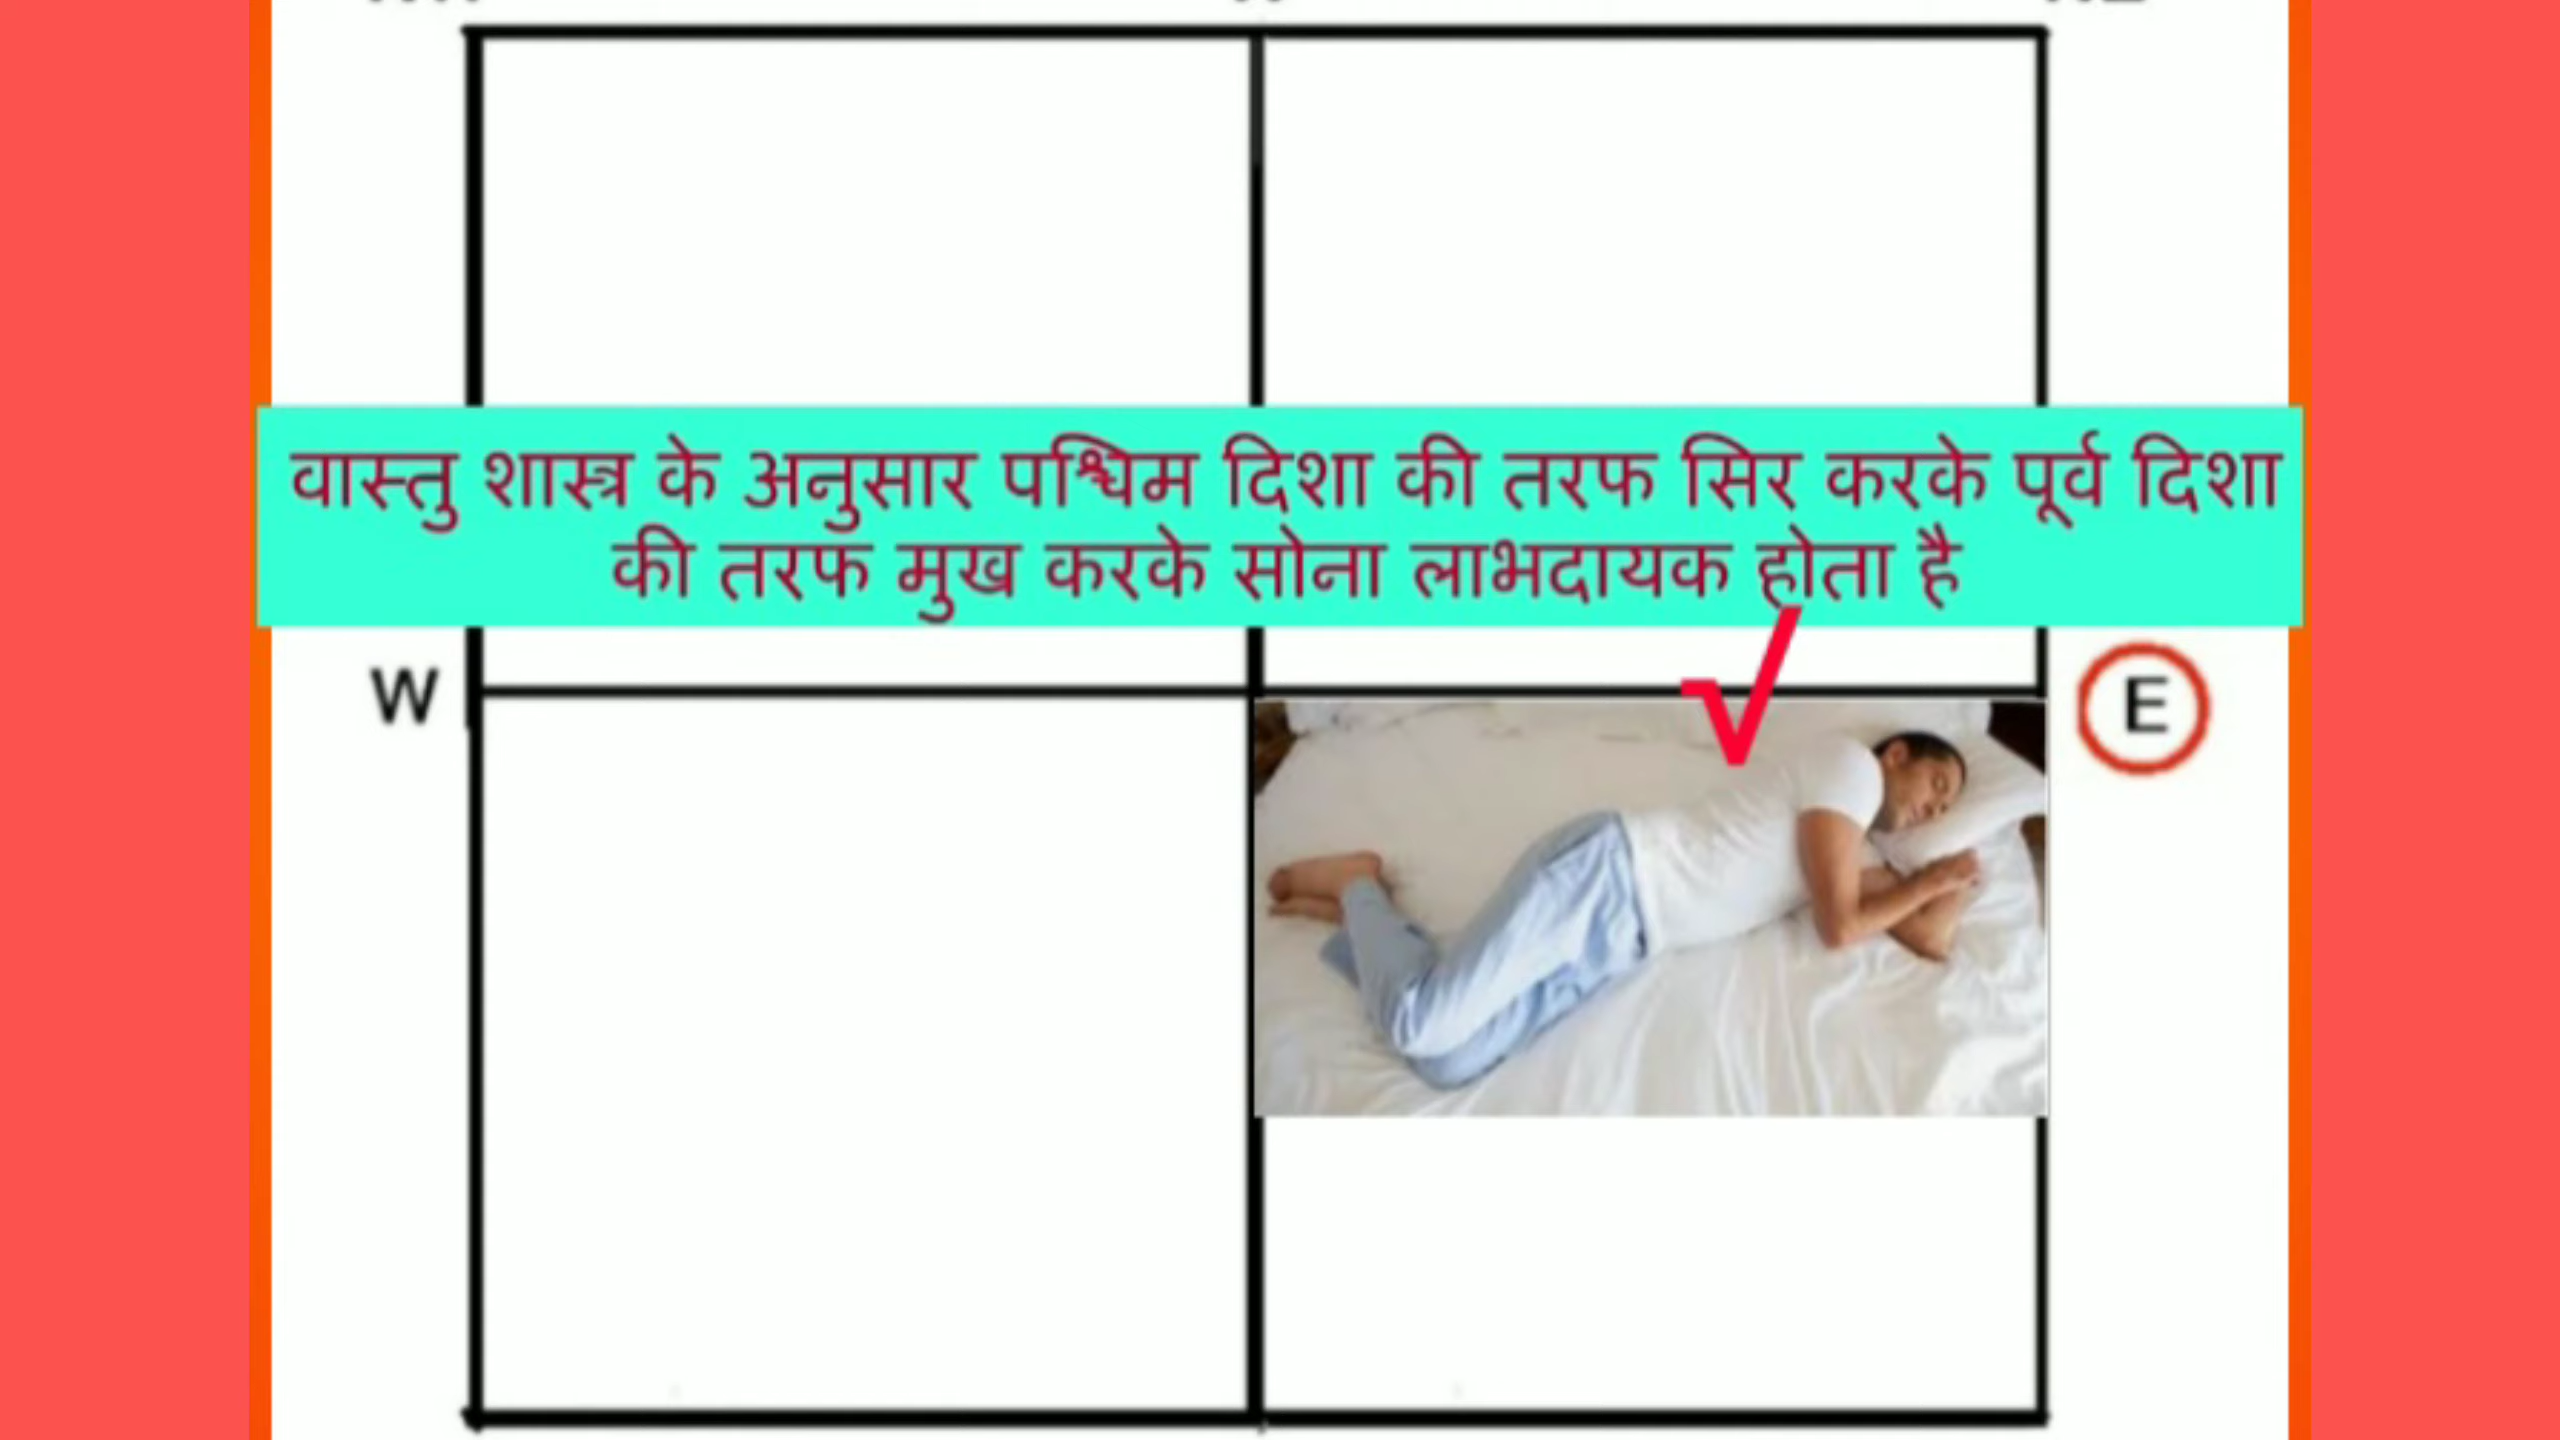 वास्तु शास्त्र के अनुसार पश्चिम दिशा की तरफ सिर करके पूर्व दिशा
की तरफ मुख करके सोना लाभदायक होता है
W
E